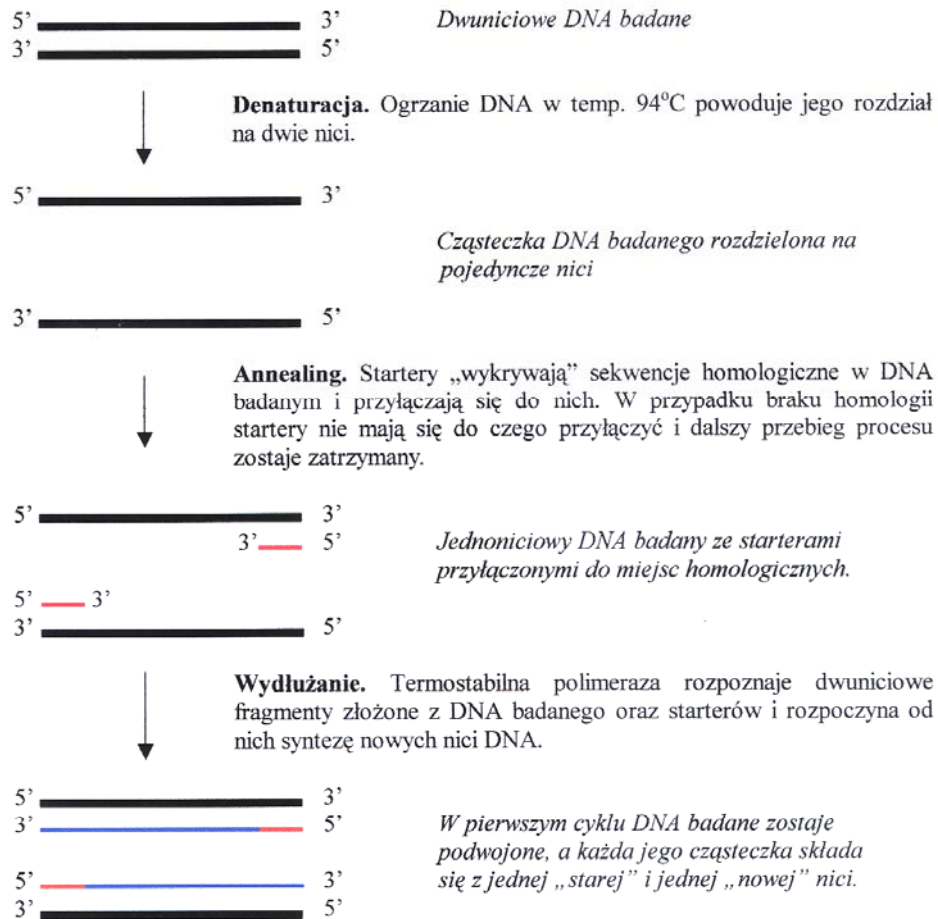 5' 3' Dwuniciowe DNA badane
3' 5'
Denaturacja. Ogrzanie DNA w temp. 94°C powoduje jego rozdział
na dwie nici.
5' 3'
Cząsteczka DNA badanego rozdzielona na
pojedyncze nici
3' 5'
Annealing. Startery „wykrywają” sekwencje homologiczne w DNA
badanym i przyłączają się do nich. W przypadku braku homologii
startery nie mają się do czego przyłączyć i dalszy przebieg procesu
zostaje zatrzymany.
5' 3'
3' 5' Jednoniciowy DNA badany ze starterami
przyłączonymi do miejsc homologicznych.
5' 3'
3' 5'
Wydłużanie. Termostabilna polimeraza rozpoznaje dwuniciowe
fragmenty złożone z DNA badanego oraz starterów i rozpoczyna od
nich syntezę nowych nici DNA.
5' 3'
3' 5' W pierwszym cyklu DNA badane zostaje
podwojone, a każda jego cząsteczka składa
5' 3' się z jednej „starej” i jednej „nowej” nici.
3' 5'